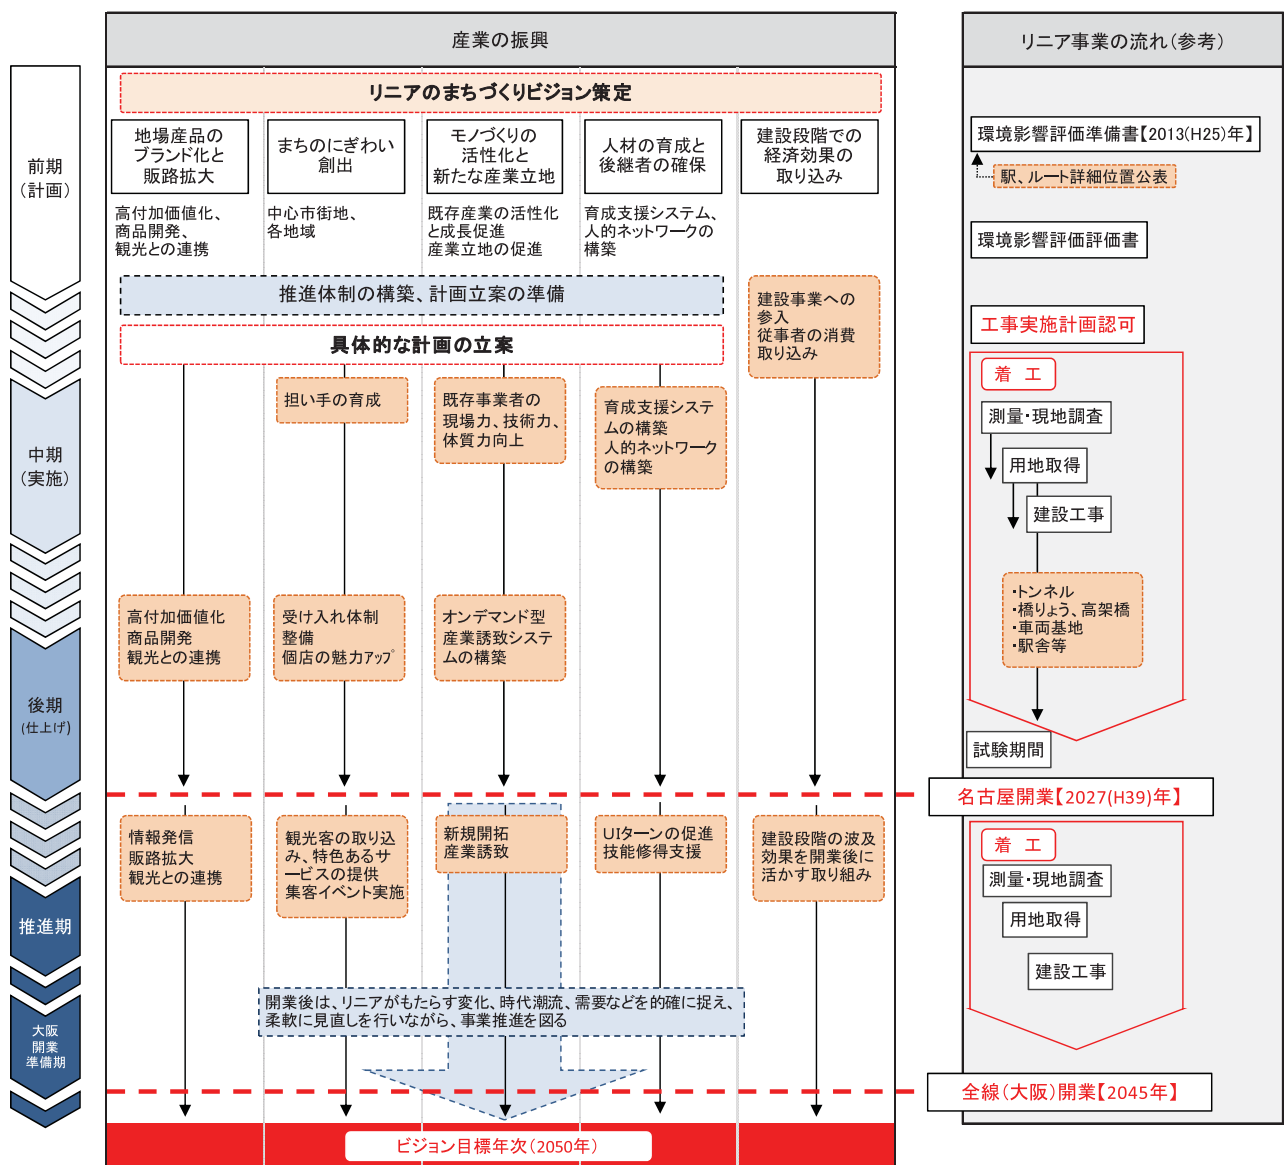 産業の振興
リニア事業の流れ(参考)
前期
(計画)
中期
(実施)
後期
(仕上げ)
推進期
大阪
開業
準備期
リニアのまちづくりビジョン策定
地場産品の
ブランド化と
販路拡大
高付加価値化、
商品開発、
観光との連携
まちのにぎわい
創出
中心市街地、
各地域
モノづくりの
活性化と
新たな産業立地
既存産業の活性化
と成長促進
産業立地の促進
人材の育成と
後継者の確保
育成支援システム、
人的ネットワークの
構築
建設段階での
経済効果の
取り込み
推進体制の構築、計画立案の準備
具体的な計画の立案
建設事業への
参入
従事者の消費
取り込み
担い手の育成
既存事業者の
現場力、技術力、
体質力向上
育成支援システ
ムの構築
人的ネットワーク
の構築
高付加価値化
商品開発
観光との連携
受け入れ体制
整備
個店の魅力アップ
オンデマンド型
産業誘致システ
ムの構築
情報発信
販路拡大
観光との連携
観光客の取り込
み、特色あるサ
ービスの提供
集客イベント実施
新規開拓
産業誘致
UIターンの促進
技能修得支援
建設段階の波及
効果を開業後に
活かす取り組み
開業後は、リニアがもたらす変化、時代潮流、需要などを的確に捉え、
柔軟に見直しを行いながら、事業推進を図る
ビジョン目標年次(2050年)
環境影響評価準備書【2013(H25)年】
駅、ルート詳細位置公表
環境影響評価評価書
工事実施計画認可
着 工
測量・現地調査
用地取得
建設工事
・トンネル
・橋りょう、高架橋
・車両基地
・駅舎等
試験期間
名古屋開業【2027(H39)年】
着 工
測量・現地調査
用地取得
建設工事
全線(大阪)開業【2045年】